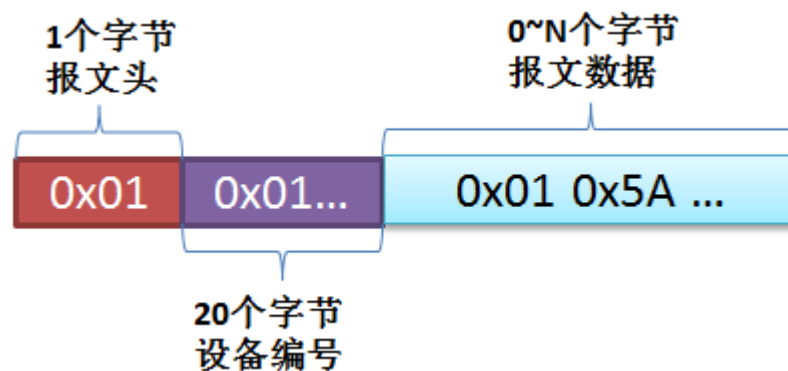 1个字节
报文头
0~N个字节
报文数据
0x01
0x01...
0x01 0x5A ...
20个字节
设备编号